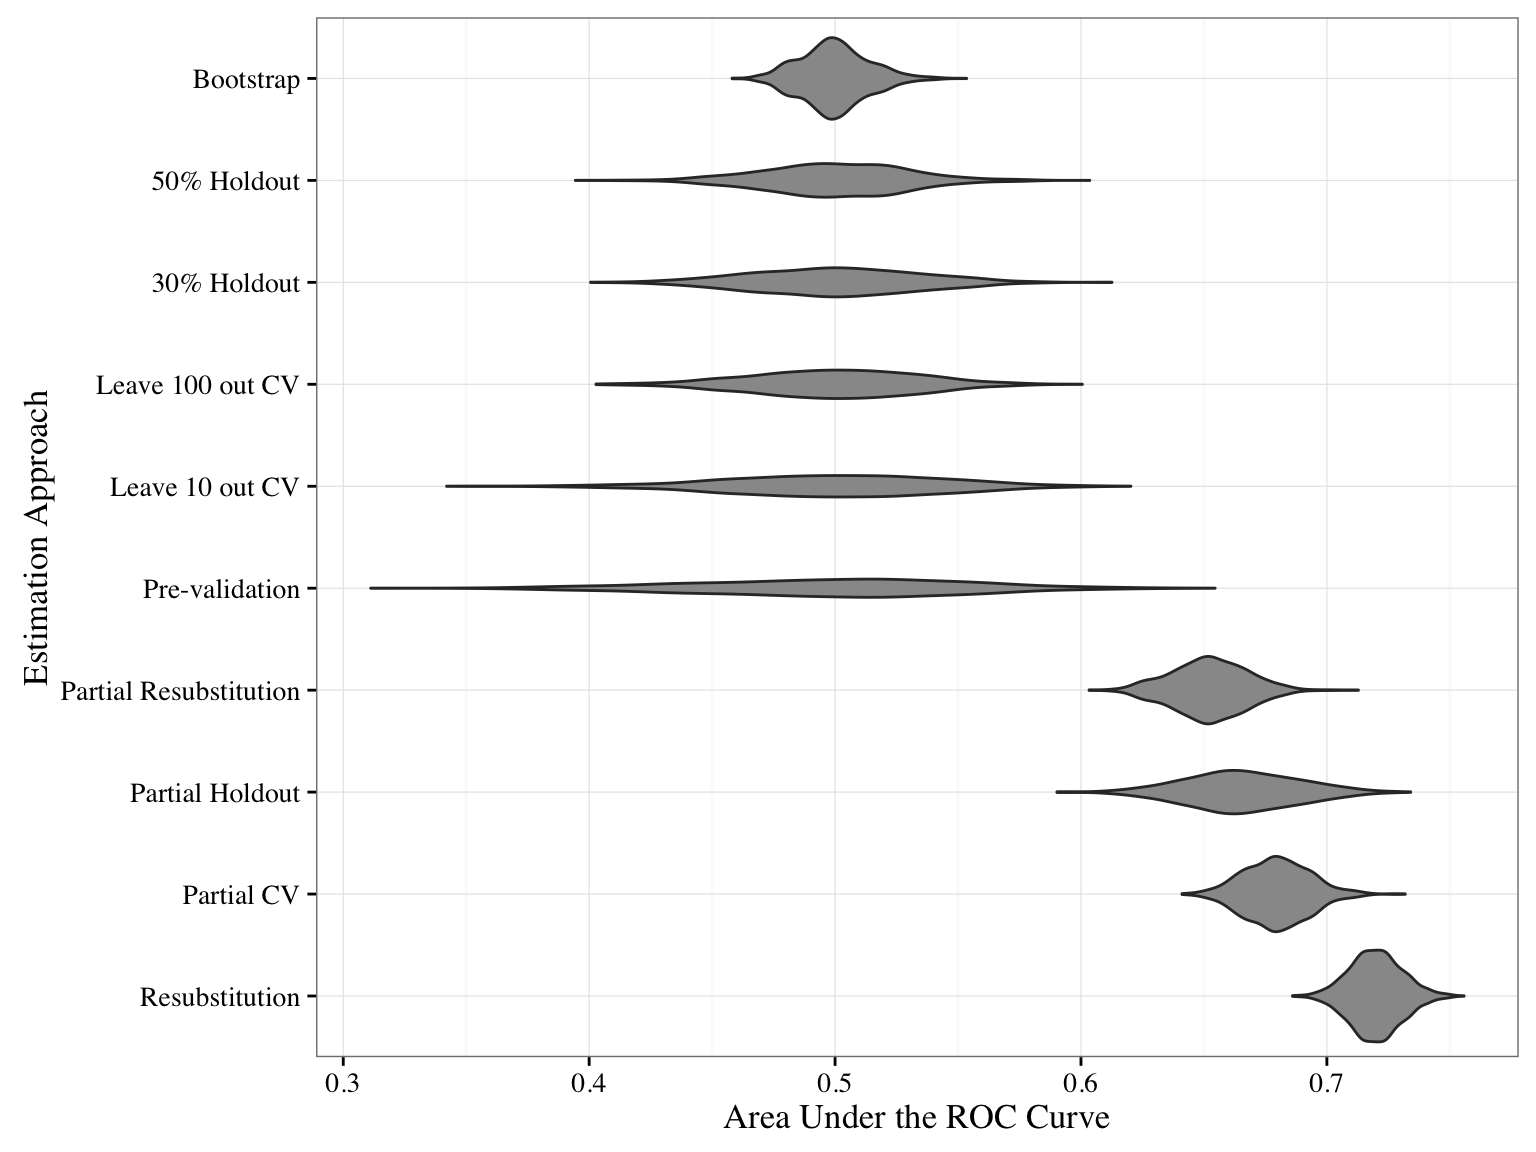 Bootstrap
50% Holdout
30% Holdout
Leave 100 out CV
Leave 10 out CV
Pre-validation
Partial Resubstitution
Partial Holdout
Partial CV
Resubstitution
Estimation Approach
0.3 0.4 0.5 0.6 0.7
Area Under the ROC Curve